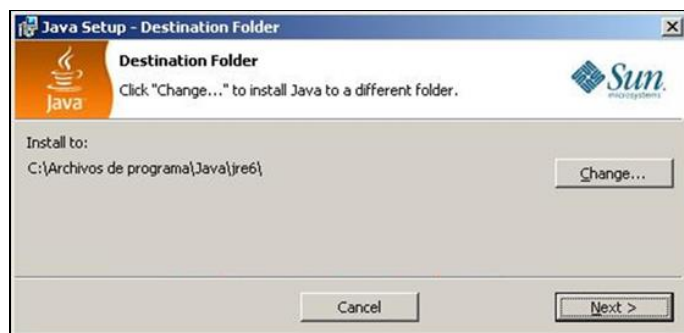 Java Setup - Destination Folder
Java
Destination Folder
Click "Change..." to install Java to a different folder.
Sun
microsystems
Install to:
C:\Archivos de programa\Java\jre6\
Change...
Cancel
Next >